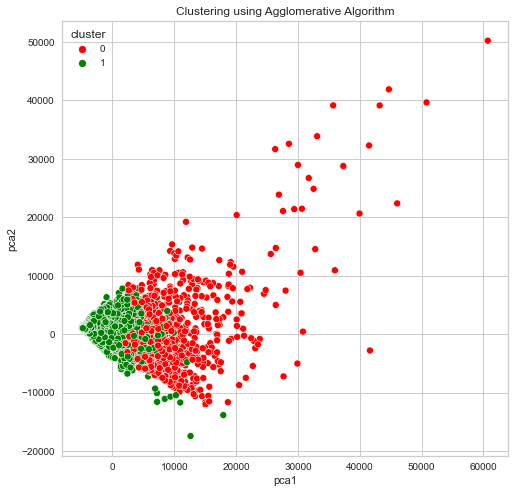 Clustering using Agglomerative Algorithm
cluster
0
1
50000
40000
30000
20000
10000
0
−10000
−20000
pca2
0 10000 20000 30000 40000 50000 60000
pca1